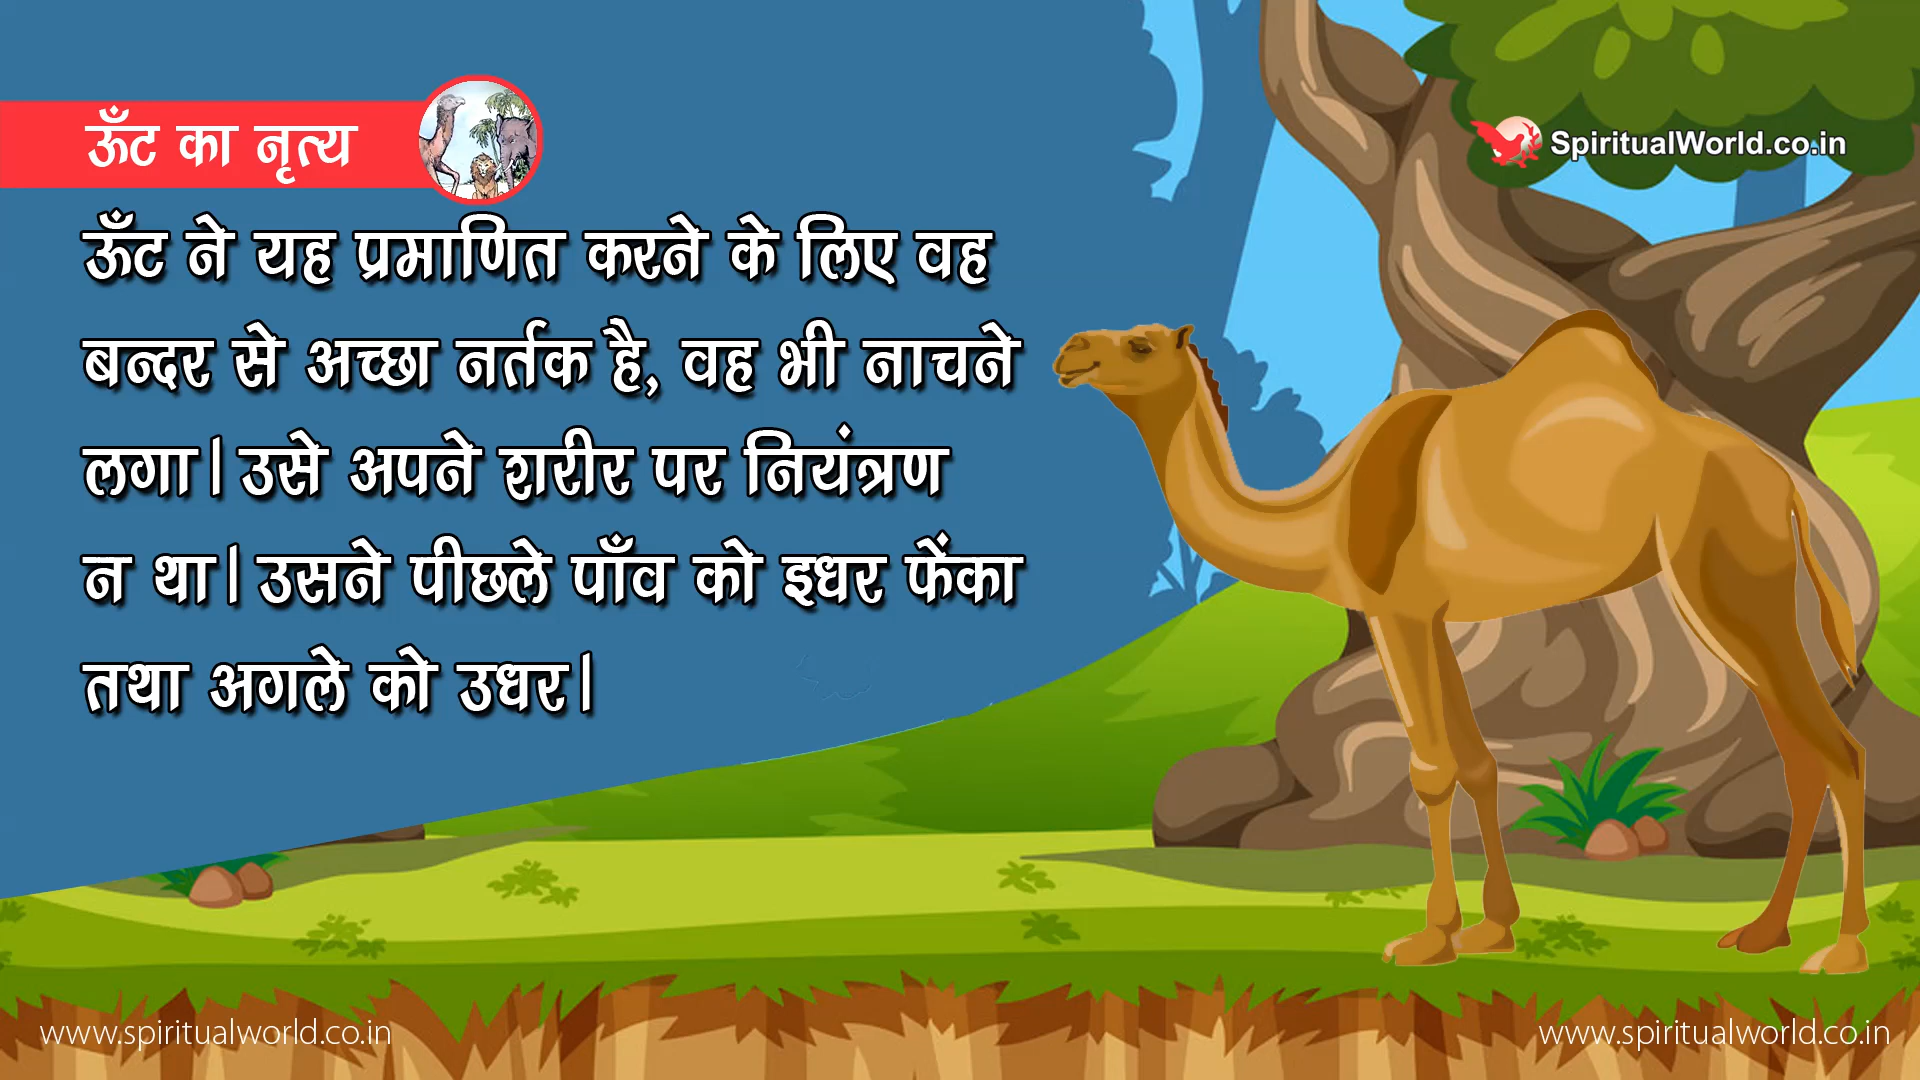 ऊँट का नृत्य
SpiritualWorld.co.in
ऊँट ने यह प्रमाणित करने के लिए वह
बन्दर से अच्छा नर्तक है, वह भी नाचने
लगा। उसे अपने शरीर पर नियंत्रण
न था। उसने पीछले पाँव को इधर फेंका
तथा अगले को उधर।
www.spiritualworld.co.in
www.spiritualworld.co.in